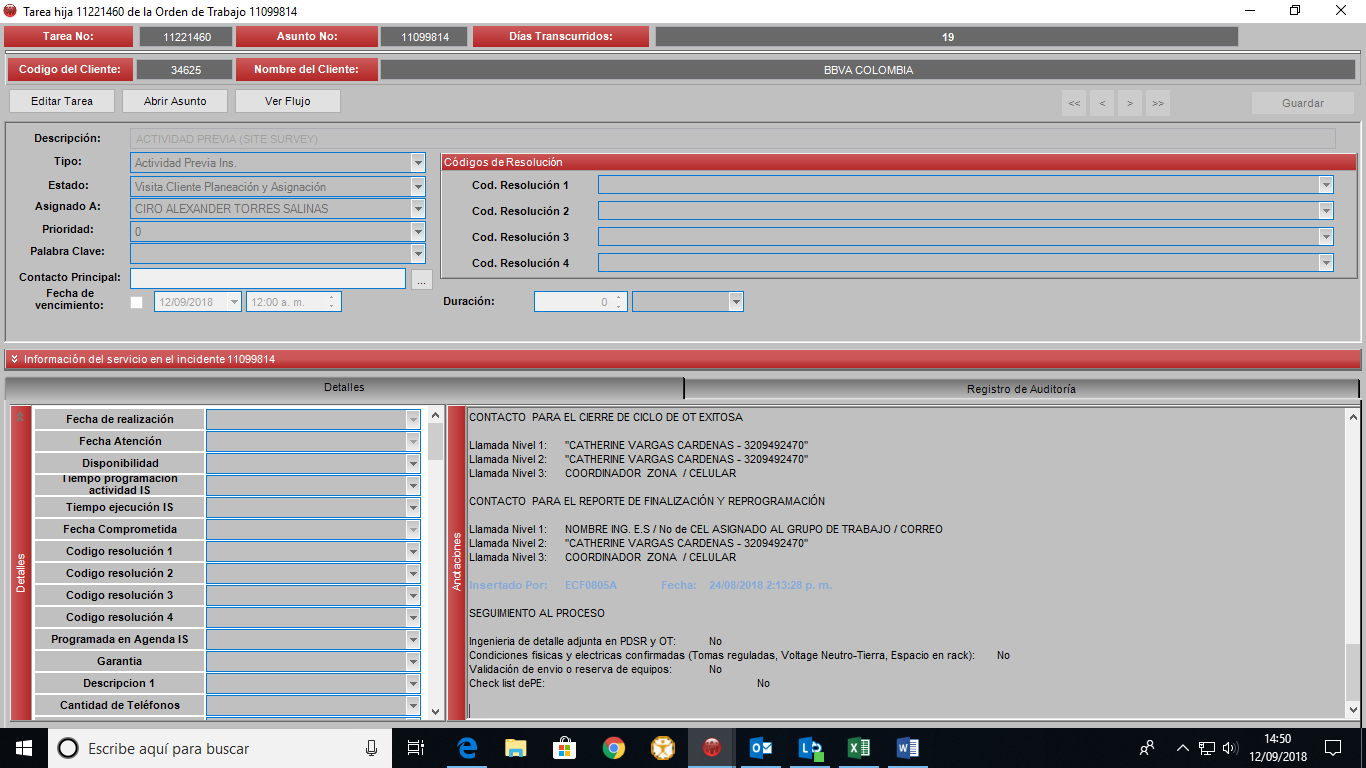 Tarea hija 11221460 de la Orden de Trabajo 11099814
Tarea No: 11221460 Asunto No: 11099814 Días Transcurridos: 19
Codigo del Cliente: 34625 Nombre del Cliente: BBVA COLOMBIA
Editar Tarea Abrir Asunto Ver Flujo << < > >> Guardar
Descripción: ACTIVIDAD PREVIA (SITE SURVEY)
Tipo: Actividad Previa Ins.
Estado: Visita.Cliente Planeación y Asignación
Asignado A: CIRO ALEXANDER TORRES SALINAS
Prioridad: 0
Palabra Clave:
Contacto Principal: ...
Fecha de
vencimiento: 12/09/2018 12:00 a. m.
Códigos de Resolución
Cod. Resolución 1
Cod. Resolución 2
Cod. Resolución 3
Cod. Resolución 4
Duración: 0
Información del servicio en el incidente 11099814
Detalles Registro de Auditoría
Detalles
Fecha de realización
Fecha Atención
Disponibilidad
Tiempo programación
actividad IS
Tiempo ejecución IS
Fecha Comprometida
Codigo resolución 1
Codigo resolución 2
Codigo resolución 3
Codigo resolución 4
Programada en Agenda IS
Garantia
Descripcion 1
Cantidad de Teléfonos
Anotaciones
CONTACTO PARA EL CIERRE DE CICLO DE OT EXITOSA
Llamada Nivel 1: "CATHERINE VARGAS CARDENAS - 3209492470"
Llamada Nivel 2: "CATHERINE VARGAS CARDENAS - 3209492470"
Llamada Nivel 3: COORDINADOR ZONA / CELULAR
CONTACTO PARA EL REPORTE DE FINALIZACIÓN Y REPROGRAMACIÓN
Llamada Nivel 1: NOMBRE ING. E.S / No de CEL ASIGNADO AL GRUPO DE TRABAJO / CORREO
Llamada Nivel 2: "CATHERINE VARGAS CARDENAS - 3209492470"
Llamada Nivel 3: COORDINADOR ZONA / CELULAR
Insertado Por: ECF0805A Fecha: 24/08/2018 2:13:28 p. m.
SEGUIMIENTO AL PROCESO
Ingenieria de detalle adjunta en PDSR y OT: No
Condiciones fisicas y electricas confirmadas (Tomas reguladas, Voltage Neutro-Tierra, Espacio en rack): No
Validación de envio o reserva de equipos: No
Check list dePE: No
Escribe aquí para buscar
14:50
12/09/2018